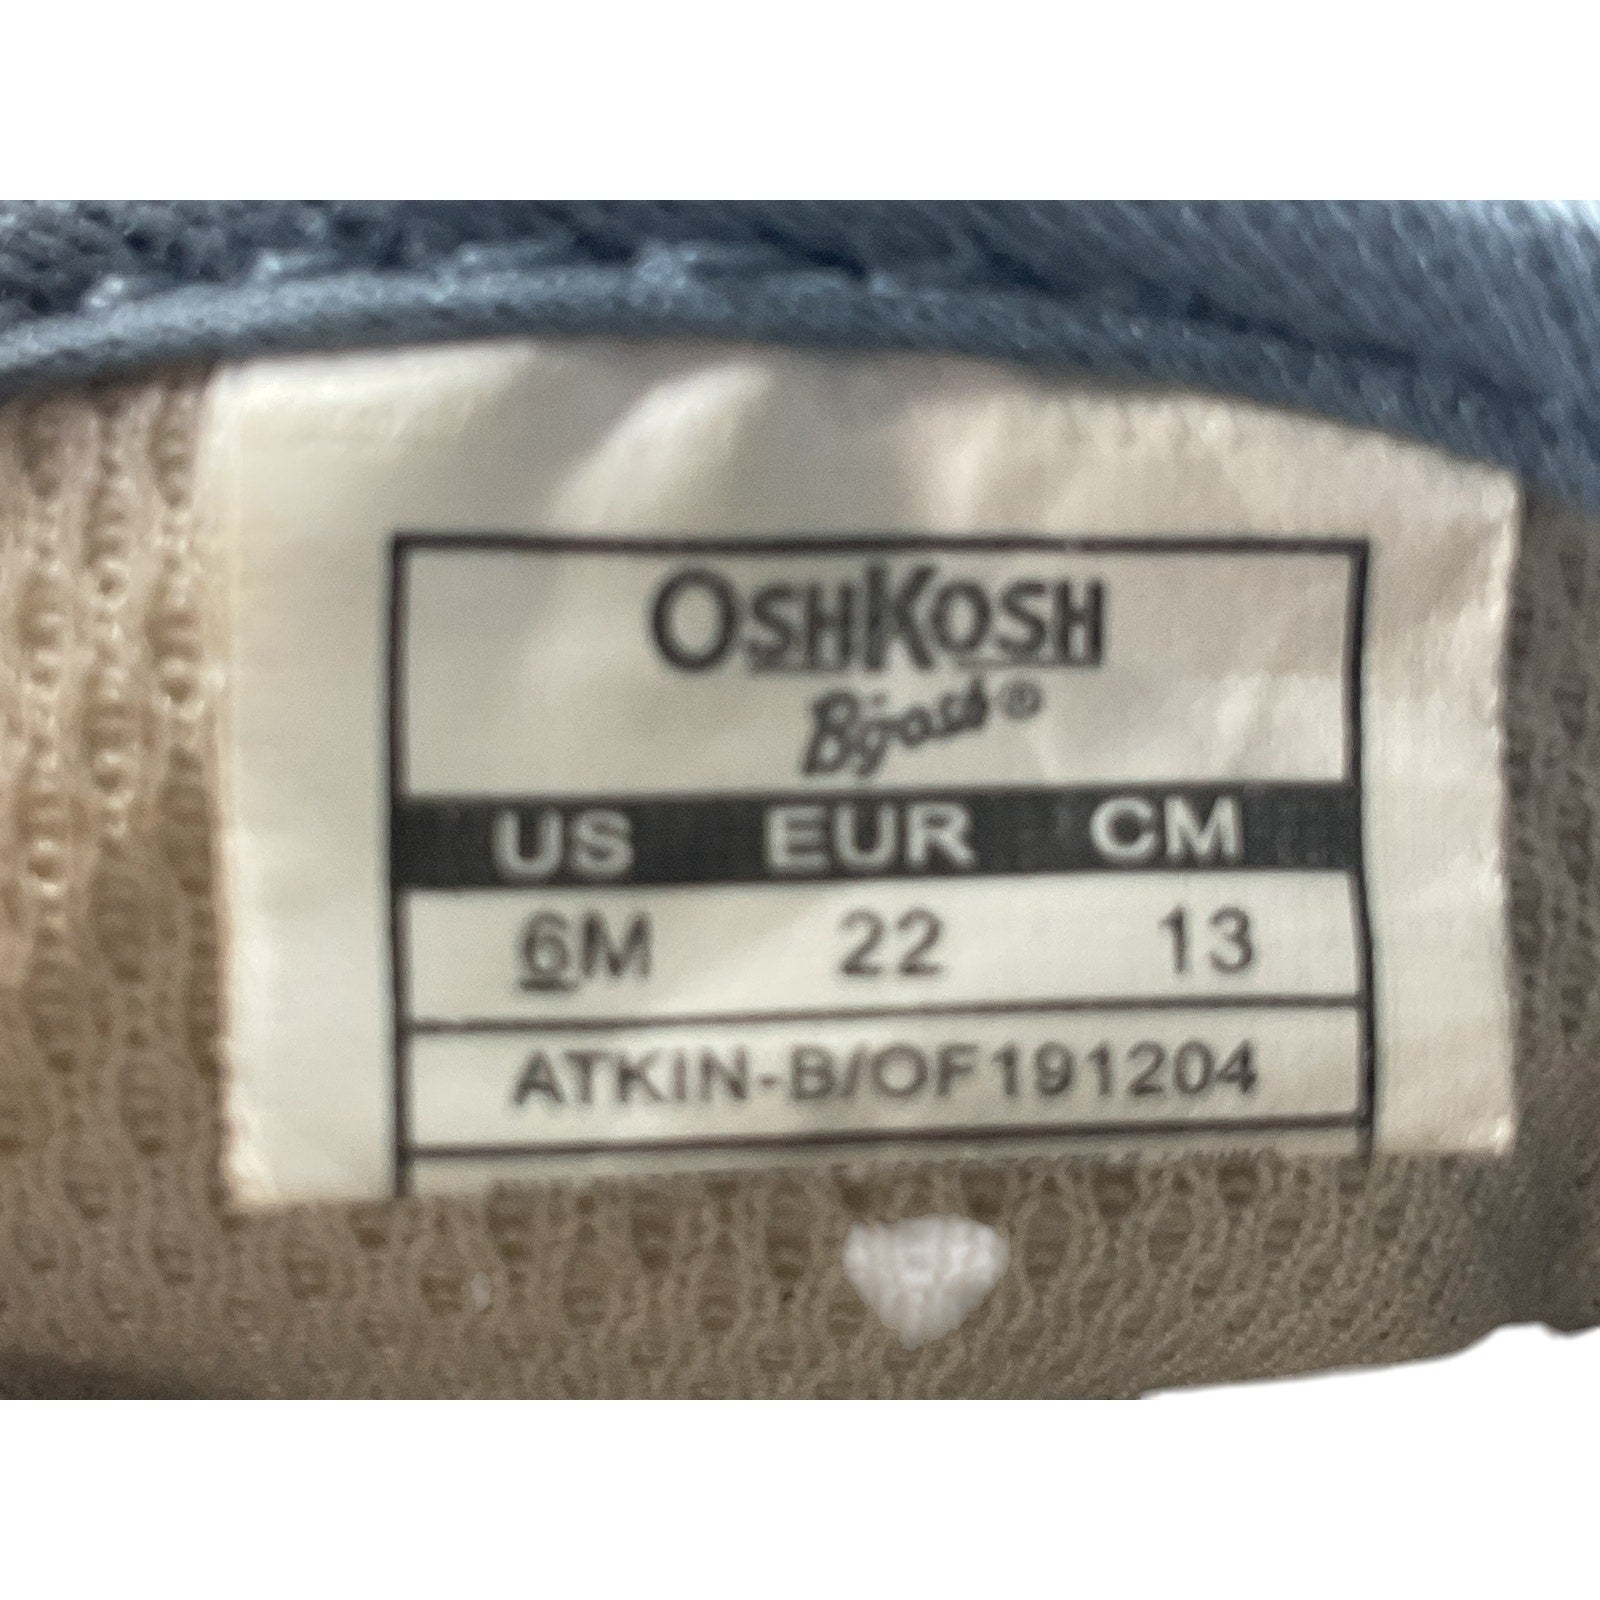 OSHKOSH
B'gosh®
US EUR CM
6M 22 13
ATKIN-B/OF191204